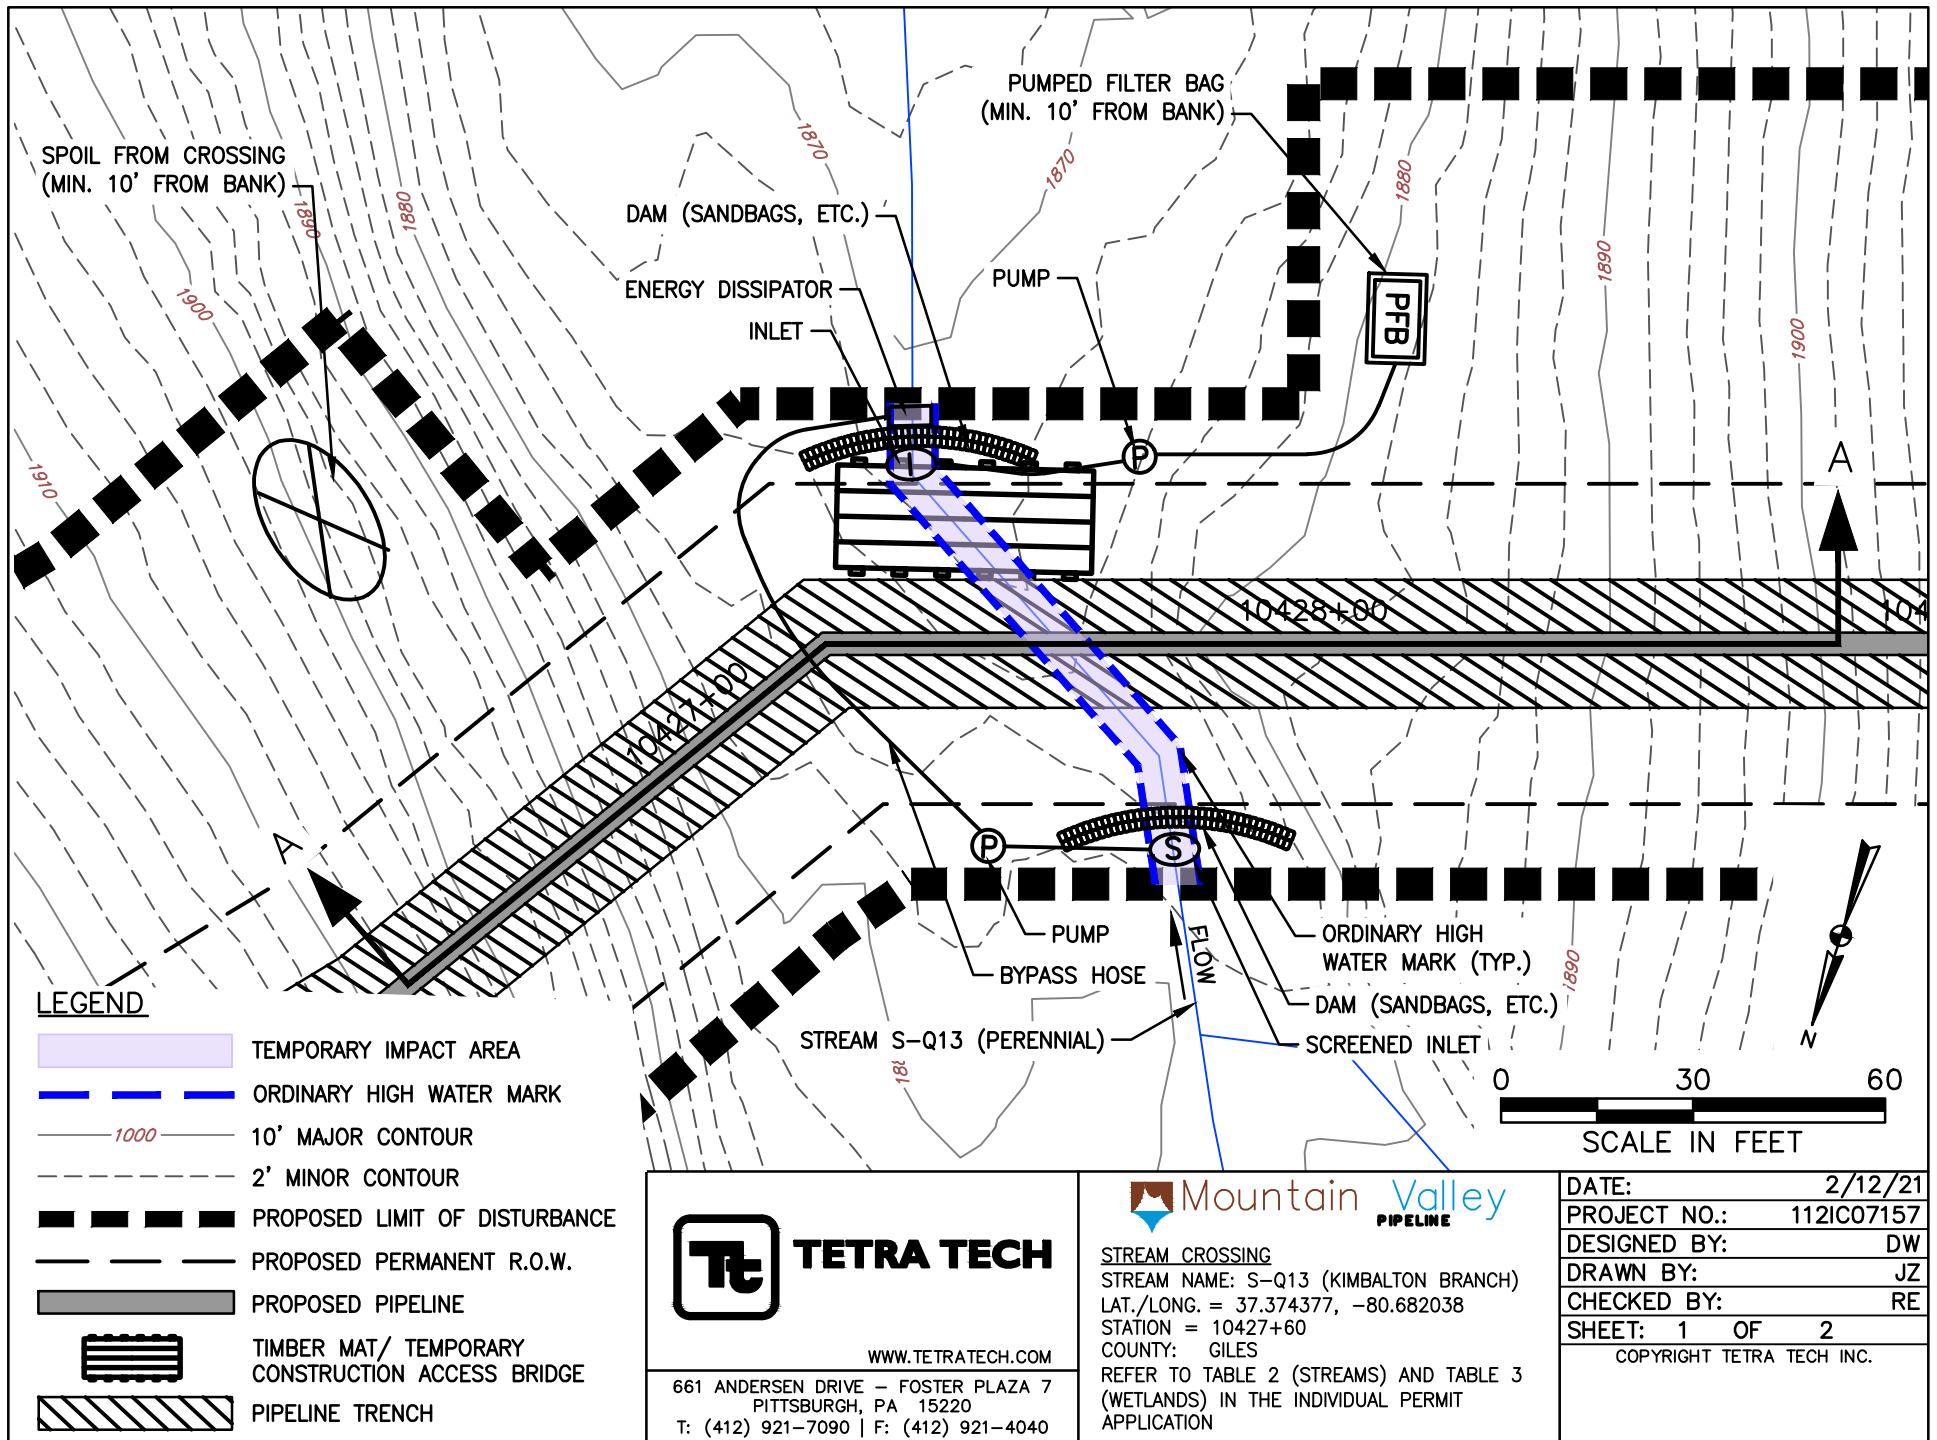 PUMPED FILTER BAG
(MIN. 10' FROM BANK)
SPOIL FROM CROSSING
(MIN. 10' FROM BANK)
DAM (SANDBAGS, ETC.)
ENERGY DISSIPATOR
INLET
PUMP
1870
1870
1880
1880
1890
1890
1900
1900
1910
PFB
I
P
A
10428+00
104
10427+00
A
P
S
PUMP
BYPASS HOSE
FLOW
STREAM S-Q13 (PERENNIAL)
ORDINARY HIGH
WATER MARK (TYP.)
DAM (SANDBAGS, ETC.)
SCREENED INLET
1890
188
N
0 30 60
SCALE IN FEET
LEGEND
TEMPORARY IMPACT AREA
ORDINARY HIGH WATER MARK
1000
10' MAJOR CONTOUR
2' MINOR CONTOUR
PROPOSED LIMIT OF DISTURBANCE
PROPOSED PERMANENT R.O.W.
PROPOSED PIPELINE
TIMBER MAT/ TEMPORARY
CONSTRUCTION ACCESS BRIDGE
PIPELINE TRENCH
Tt TETRA TECH
WWW.TETRATECH.COM
661 ANDERSEN DRIVE – FOSTER PLAZA 7
PITTSBURGH, PA 15220
T: (412) 921-7090 | F: (412) 921-4040
Mountain Valley
PIPELINE
STREAM CROSSING
STREAM NAME: S-Q13 (KIMBALTON BRANCH)
LAT./LONG. = 37.374377, -80.682038
STATION = 10427+60
COUNTY: GILES
REFER TO TABLE 2 (STREAMS) AND TABLE 3
(WETLANDS) IN THE INDIVIDUAL PERMIT
APPLICATION
DATE: 2/12/21
PROJECT NO.: 112IC07157
DESIGNED BY: DW
DRAWN BY: JZ
CHECKED BY: RE
SHEET: 1 OF 2
COPYRIGHT TETRA TECH INC.